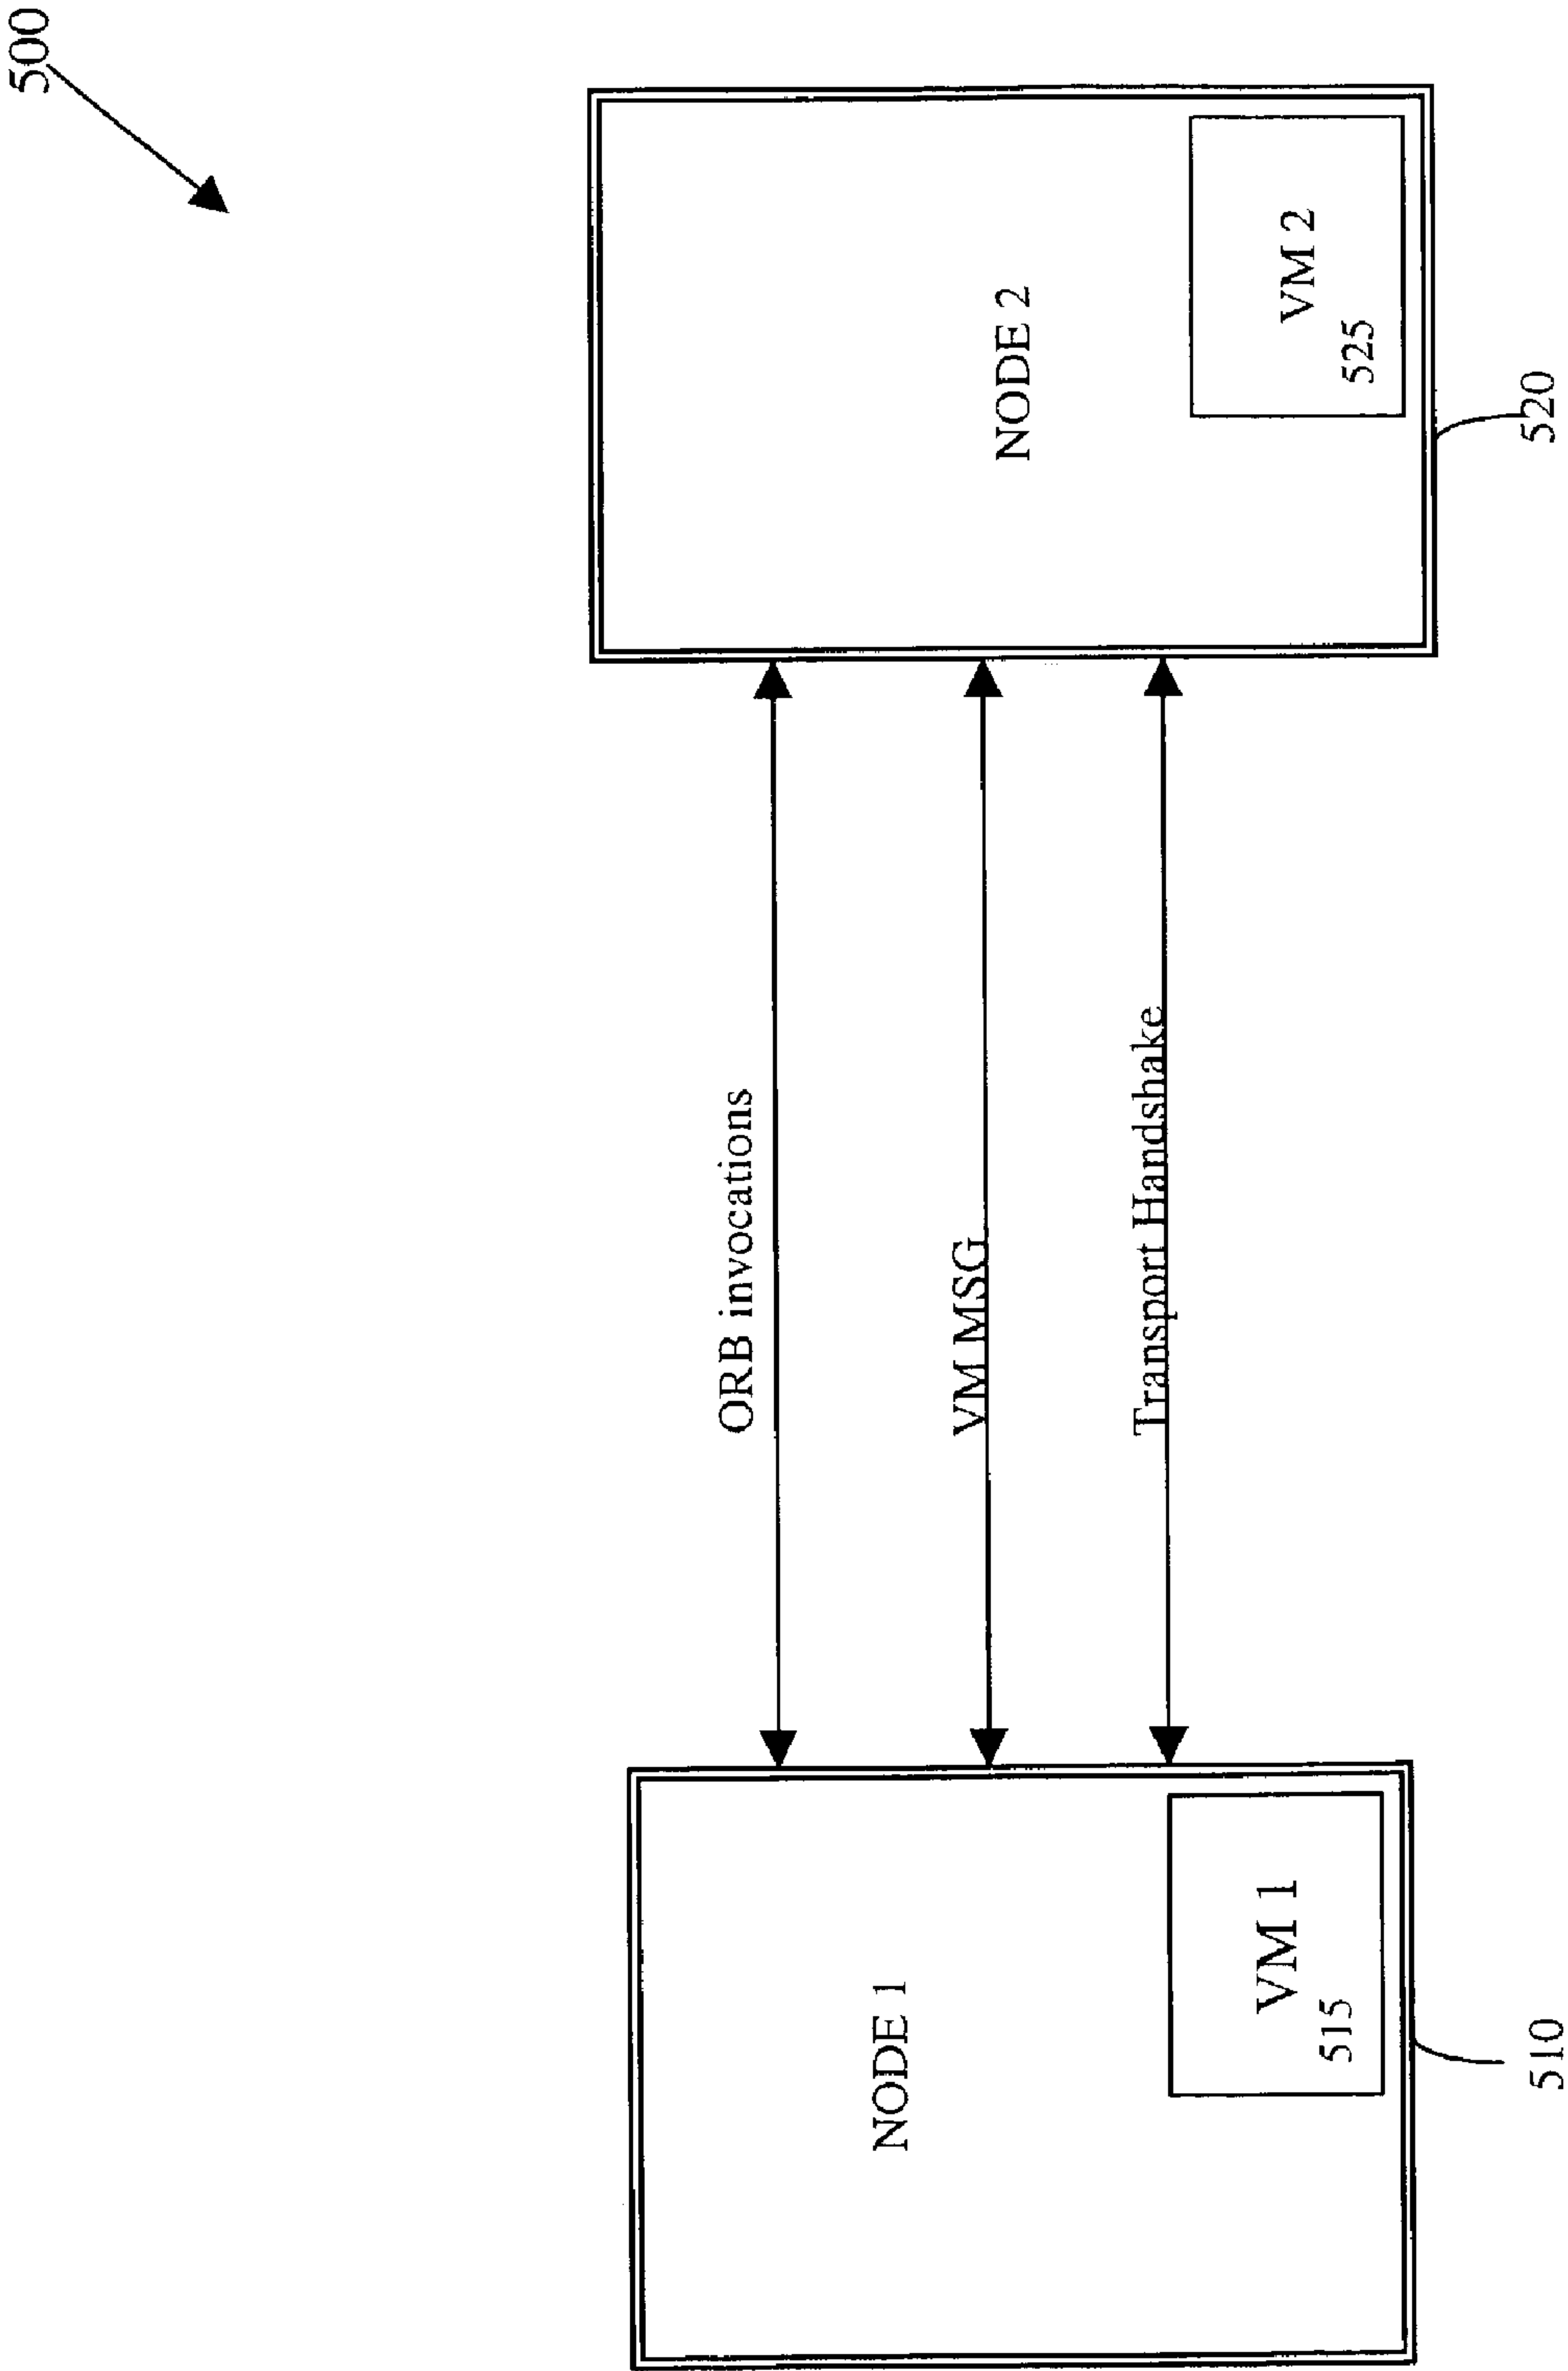 500
ORB invocations
NODE 1
NODE 2
VM MSG
Transport Handshake
VM 1
515
VM 2
525
510
520